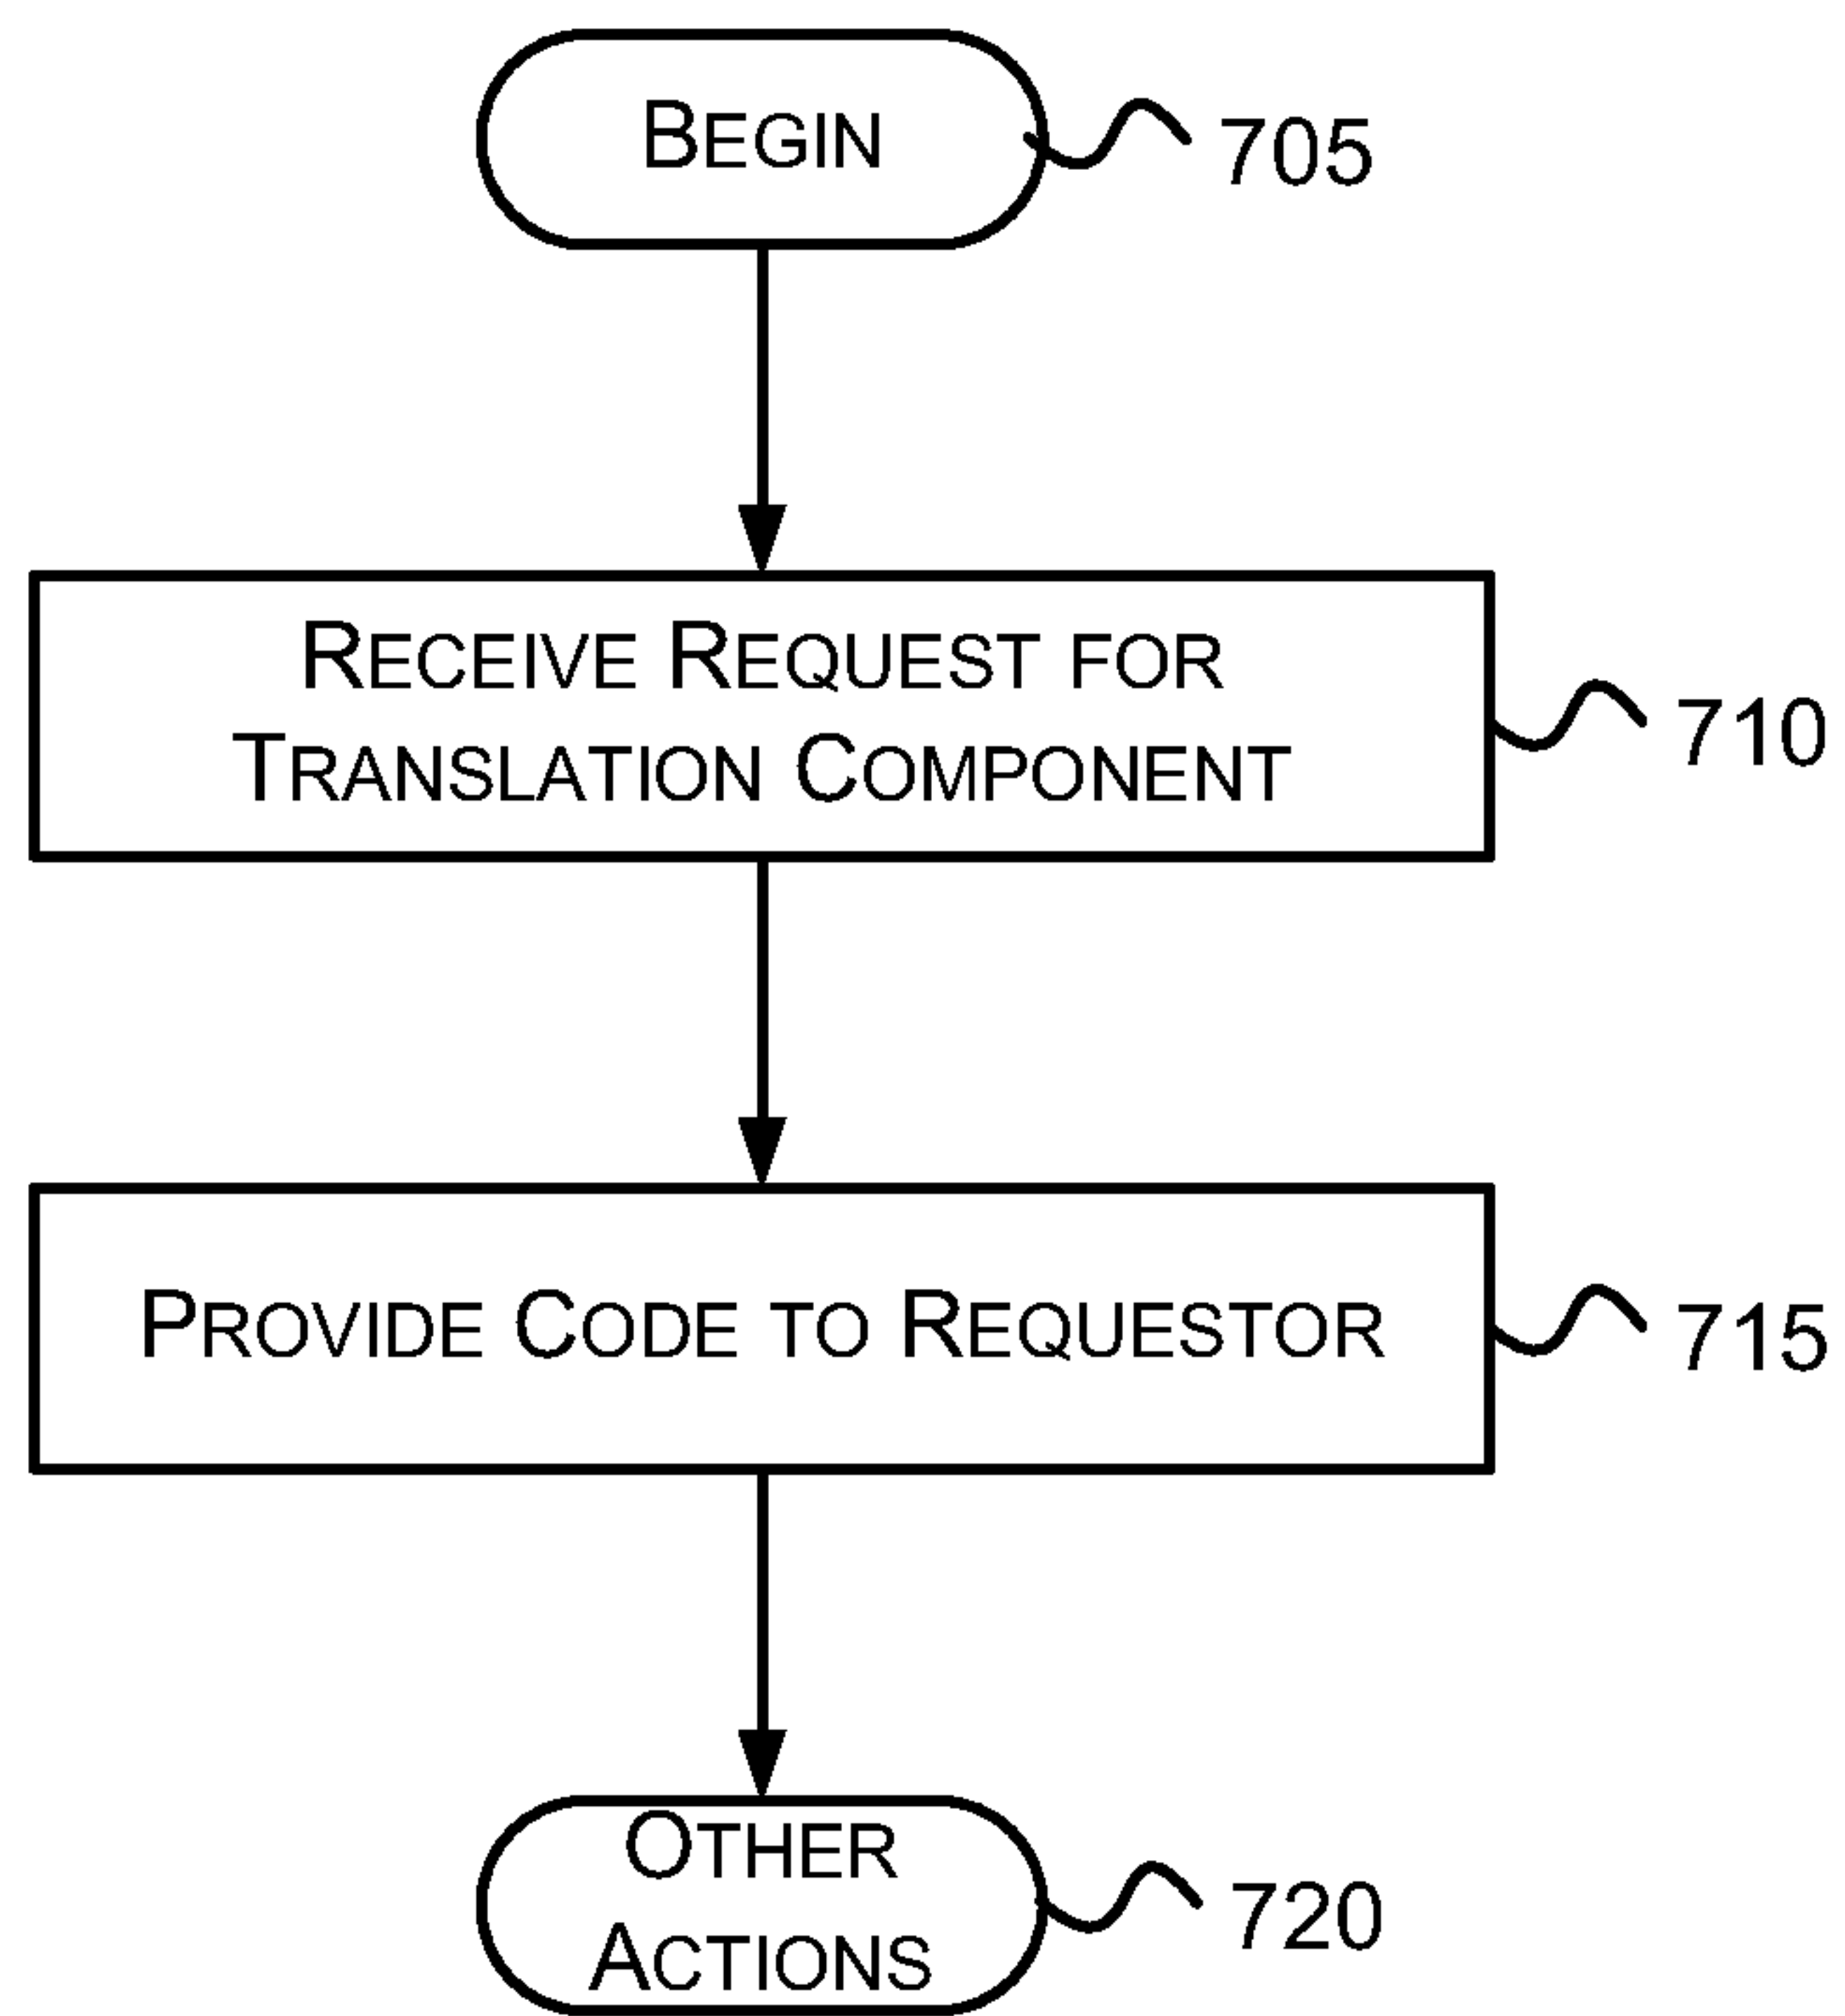 BEGIN
705
RECEIVE REQUEST FOR
TRANSLATION COMPONENT
710
PROVIDE CODE TO REQUESTOR
715
OTHER
ACTIONS
720